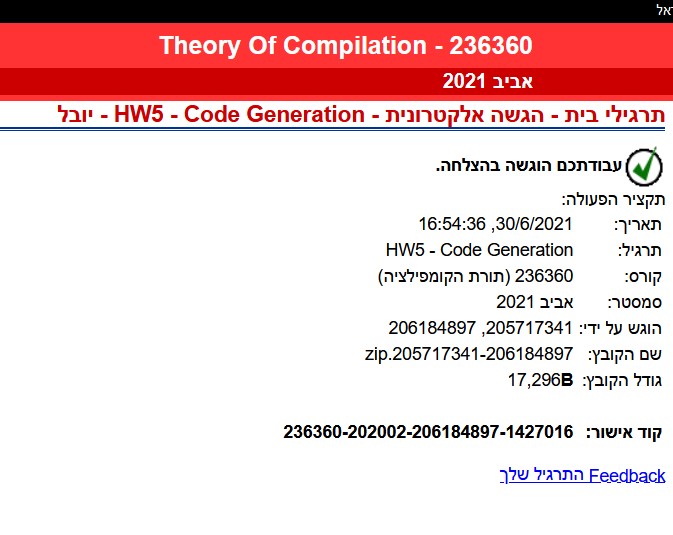 ראל
236360 - Theory Of Compilation
אביב 2021
תרגילי בית - הגשה אלקטרונית - HW5 - Code Generation - יובל
עבודתכם הוגשה בהצלחה.
תקציר הפעולה:
תאריך: 30/6/2021, 16:54:36
תרגיל: HW5 - Code Generation
קורס: 236360 (תורת הקומפילציה)
סמסטר: אביב 2021
הוגש על ידי: 205717341, 206184897
שם הקובץ: 205717341-206184897.zip
גודל הקובץ: 17,296B
קוד אישור: 236360-202002-206184897-1427016
Feedback התרגיל שלך